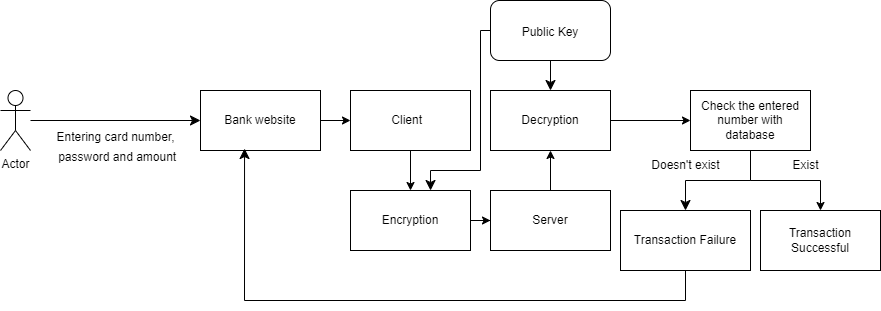 Public Key
Bank website
Client
Decryption
Check the entered
number with
database
Entering card number,
password and amount
Actor
Doesn't exist
Exist
Encryption
Server
Transaction Failure
Transaction
Successful